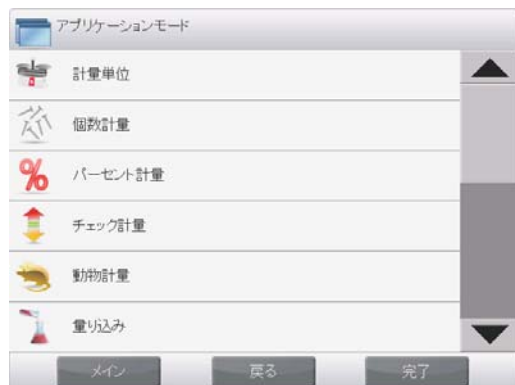 アプリケーションモード
計量単位
個数計量
%
パーセント計量
チェック計量
動物計量
量り込み
メイン
戻る
完了